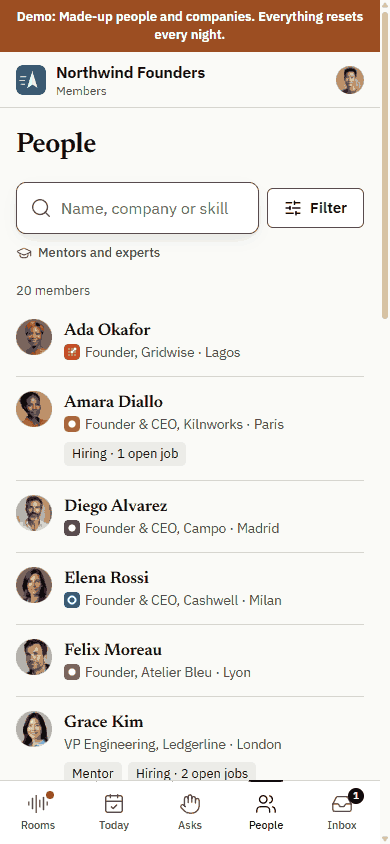 Demo: Made-up people and companies. Everything resets
every night.
Northwind Founders
Members
People
Name, company or skill
Filter
Mentors and experts
20 members
Ada Okafor
Founder, Gridwise · Lagos
Amara Diallo
Founder & CEO, Kilnworks · Paris
Hiring · 1 open job
Diego Alvarez
Founder & CEO, Campo · Madrid
Elena Rossi
Founder & CEO, Cashwell · Milan
Felix Moreau
Founder, Atelier Bleu · Lyon
Grace Kim
VP Engineering, Ledgerline · London
Mentor Hiring · 2 open jobs
1
Rooms Today Asks People Inbox